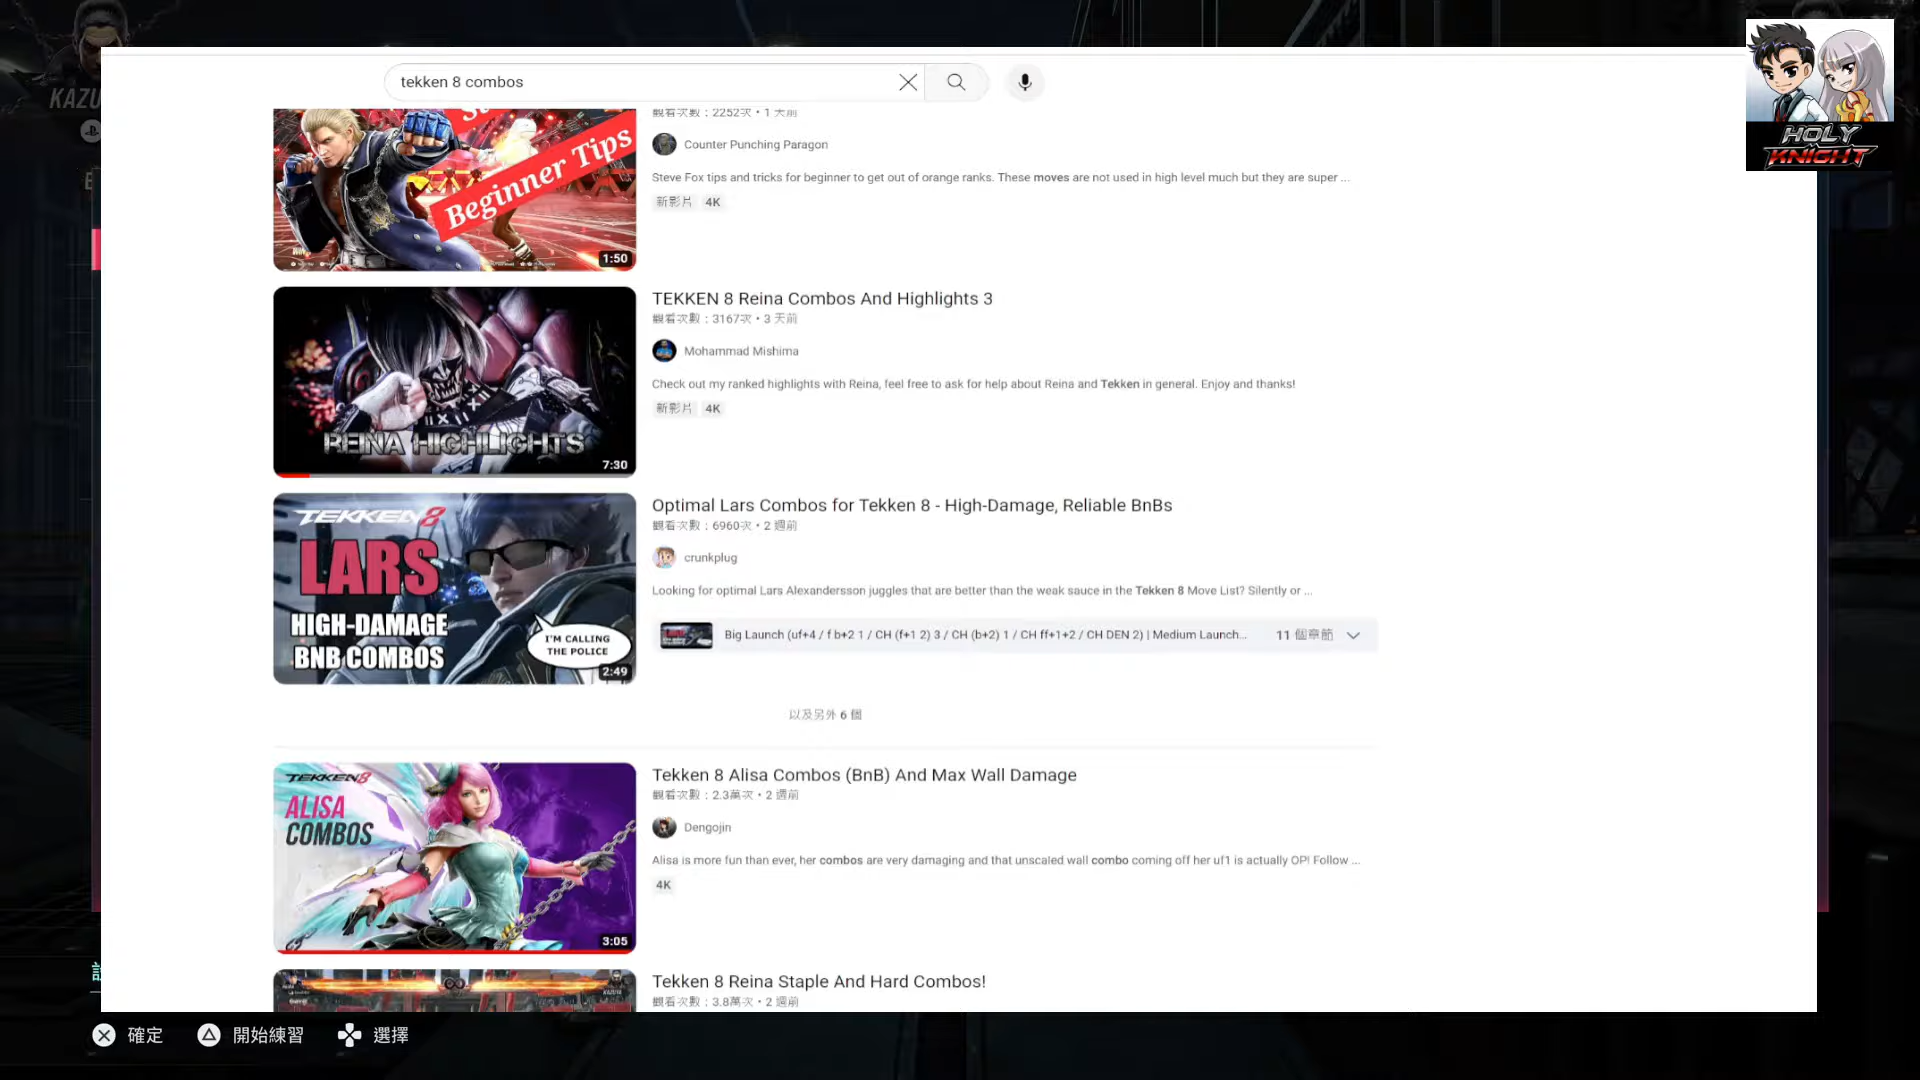 KAZU
tekken 8 combos
HOLY
KNIGHT
觀看次數：2252次・1 天前
Counter Punching Paragon
Steve Fox tips and tricks for beginner to get out of orange ranks. These moves are not used in high level much but they are super ...
新影片 4K
Beginner Tips
1:50
TEKKEN 8 Reina Combos And Highlights 3
觀看次數：3167次・3 天前
Mohammad Mishima
Check out my ranked highlights with Reina, feel free to ask for help about Reina and Tekken in general. Enjoy and thanks!
新影片 4K
REINA HIGHLIGHTS
7:30
Optimal Lars Combos for Tekken 8 - High-Damage, Reliable BnBs
觀看次數：6960次・2 週前
crunkplug
Looking for optimal Lars Alexandersson juggles that are better than the weak sauce in the Tekken 8 Move List? Silently or ...
Big Launch (uf+4 / f b+2 1 / CH (f+1 2) 3 / CH (b+2) 1 / CH ff+1+2 / CH DEN 2) | Medium Launch... 11 個章節
TEKKEN 8
LARS
HIGH-DAMAGE
BNB COMBOS
I'M CALLING
THE POLICE
2:49
以及另外 6 個
Tekken 8 Alisa Combos (BnB) And Max Wall Damage
觀看次數：2.3萬次・2 週前
Dengojin
Alisa is more fun than ever, her combos are very damaging and that unscaled wall combo coming off her uf1 is actually OP! Follow ...
4K
TEKKEN 8
ALISA
COMBOS
3:05
Tekken 8 Reina Staple And Hard Combos!
觀看次數：3.8萬次・2 週前
確定 開始練習 選擇